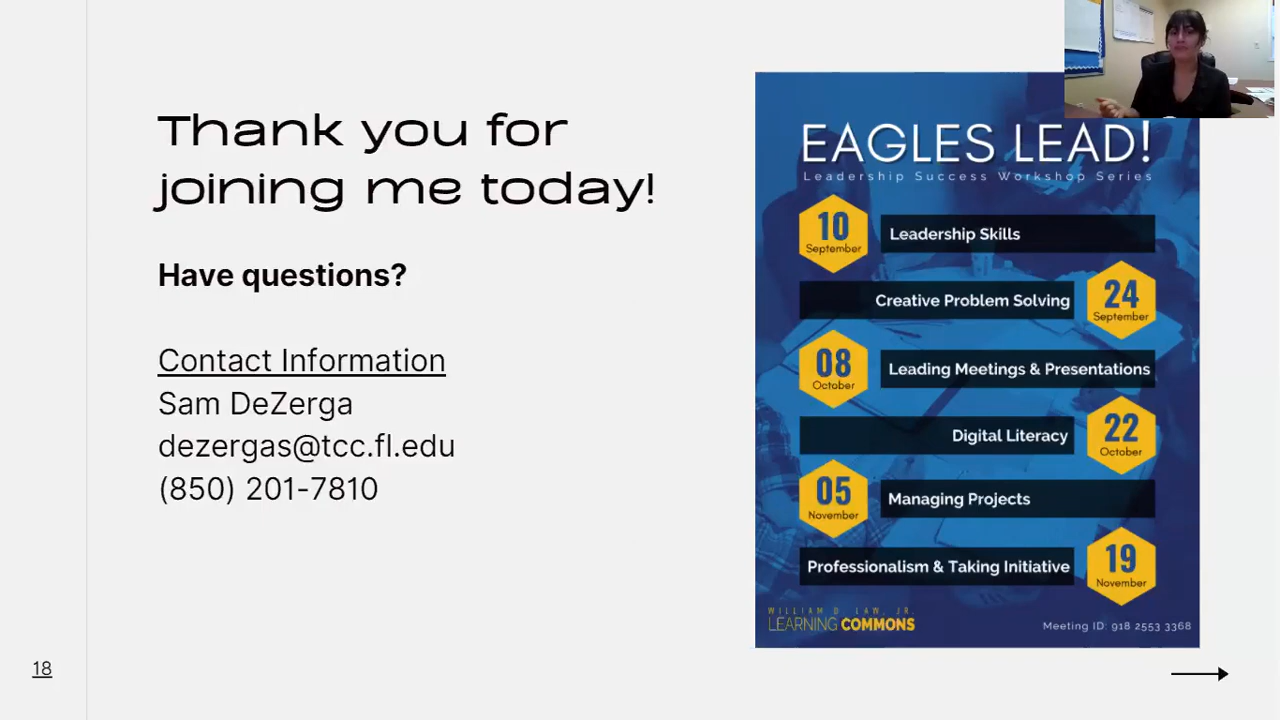 Thank you for
joining me today!
Have questions?
Contact Information
Sam DeZerga
dezergas@tcc.fl.edu
(850) 201-7810
18
EAGLES LEAD!
Leadership Success Workshop Series
10
September
Leadership Skills
Creative Problem Solving
24
September
08
October
Leading Meetings & Presentations
Digital Literacy
22
October
05
November
Managing Projects
Professionalism & Taking Initiative
19
November
WILLIAM D. LAW, JR.
LEARNING COMMONS
Meeting ID: 918 2553 3368